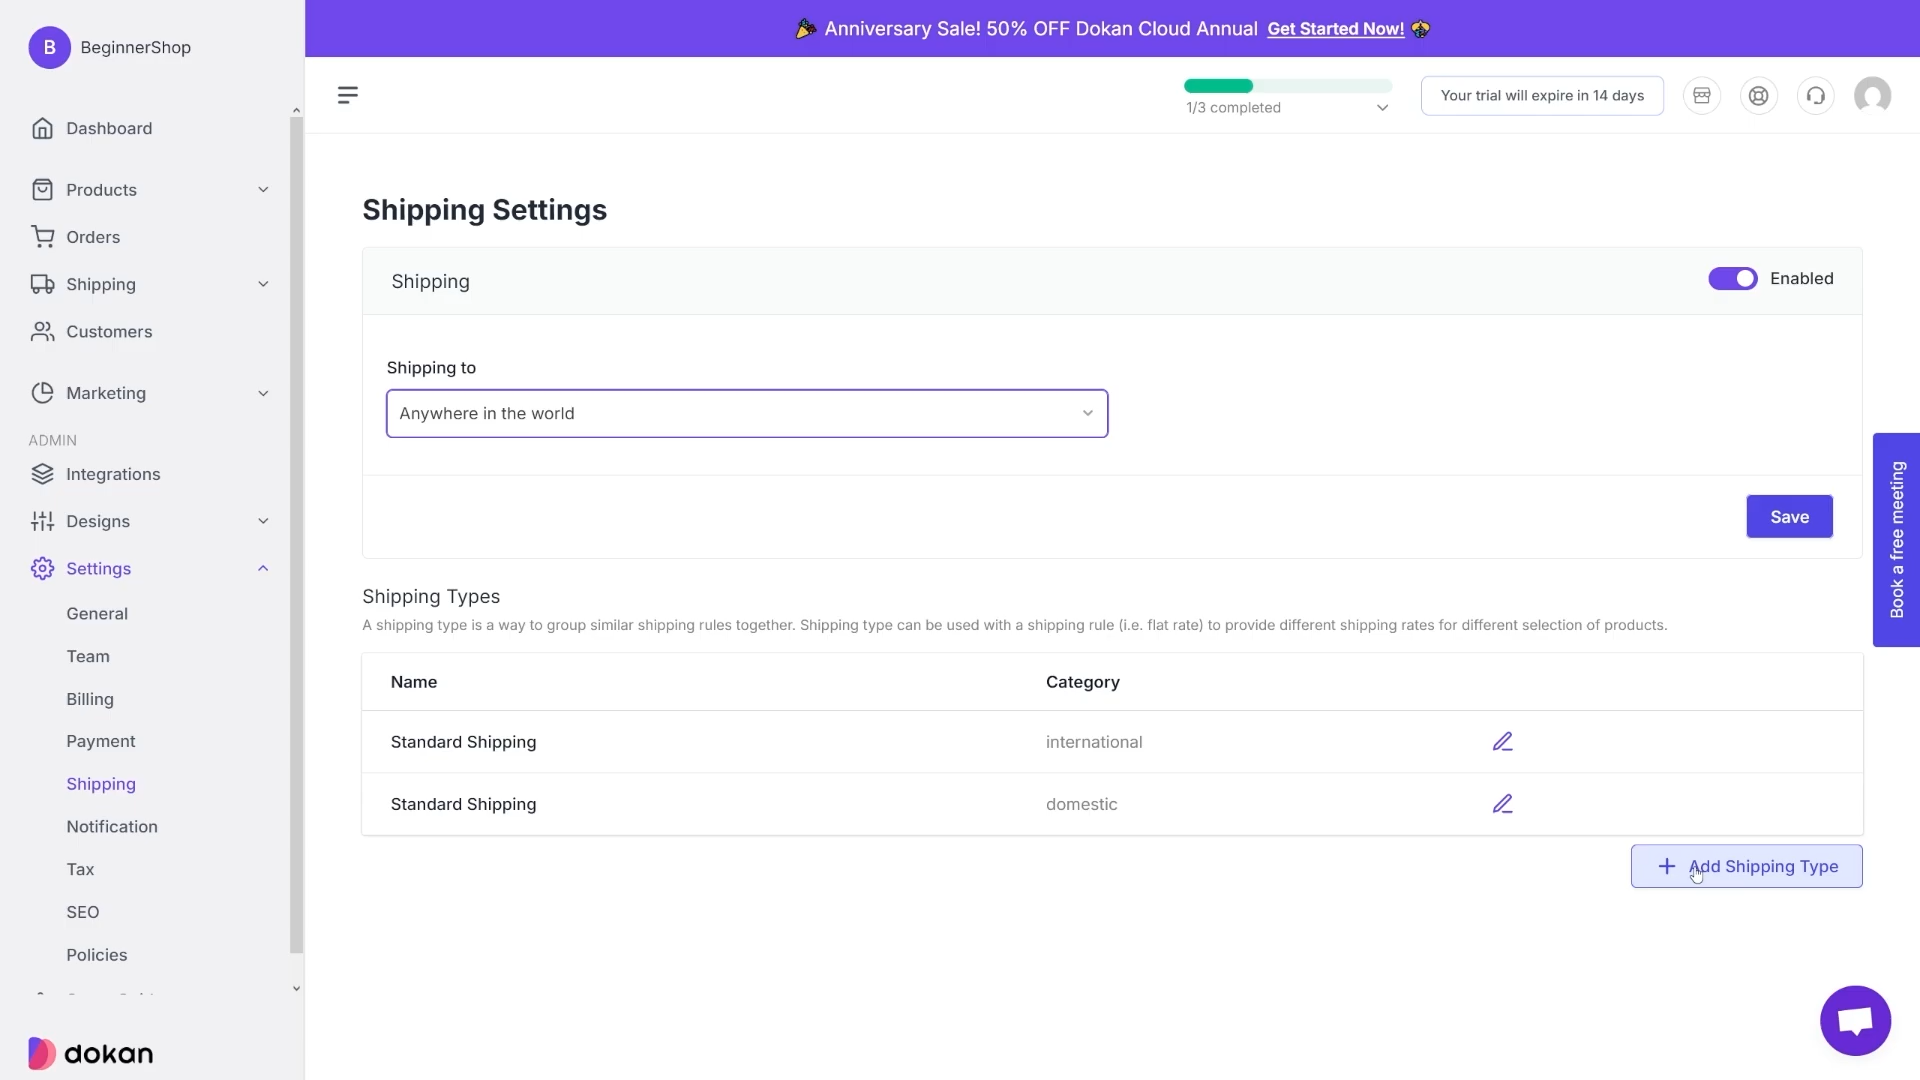 B BeginnerShop
Anniversary Sale! 50% OFF Dokan Cloud Annual Get Started Now!
1/3 completed
Your trial will expire in 14 days
Dashboard
Products
Orders
Shipping
Customers
Marketing
ADMIN
Integrations
Designs
Settings
General
Team
Billing
Payment
Shipping
Notification
Tax
SEO
Policies
dokan
Shipping Settings
Shipping
Enabled
Shipping to
Anywhere in the world
Save
Shipping Types
A shipping type is a way to group similar shipping rules together. Shipping type can be used with a shipping rule (i.e. flat rate) to provide different shipping rates for different selection of products.
Name Category
Standard Shipping international
Standard Shipping domestic
Add Shipping Type
Book a free meeting